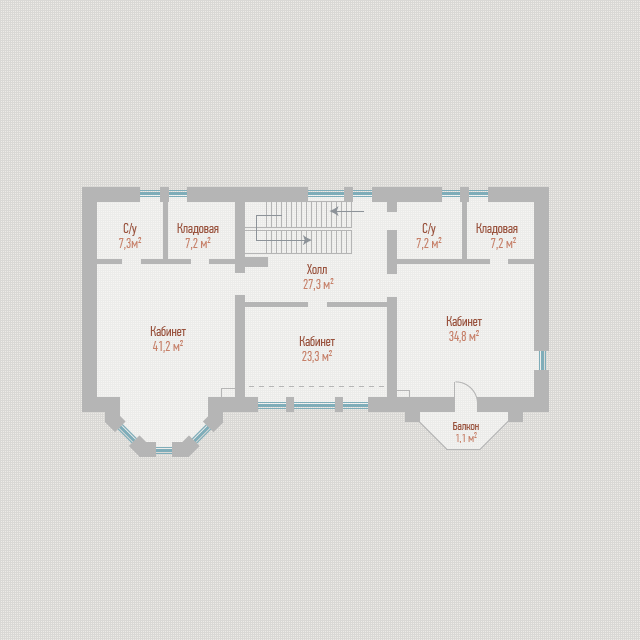 С/у
7,3м²
Кладовая
7,2 м²
С/у
7,2 м²
Кладовая
7,2 м²
Холл
27,3 м²
Кабинет
41,2 м²
Кабинет
23,3 м²
Кабинет
34,8 м²
Балкон
1,1 м²